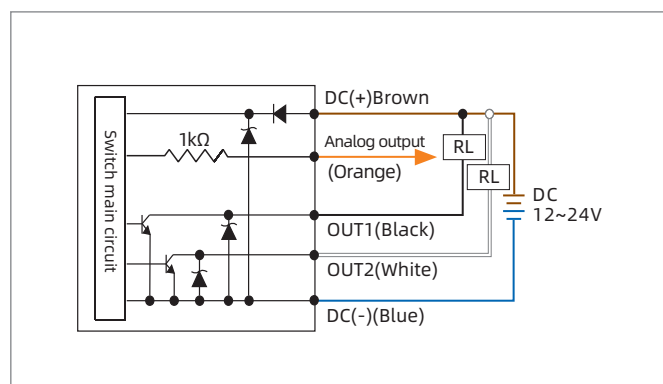 DC(+)Brown
1kΩ
Analog output
(Orange)
RL
RL
Switch main circuit
DC
12~24V
OUT1(Black)
OUT2(White)
DC(-)(Blue)